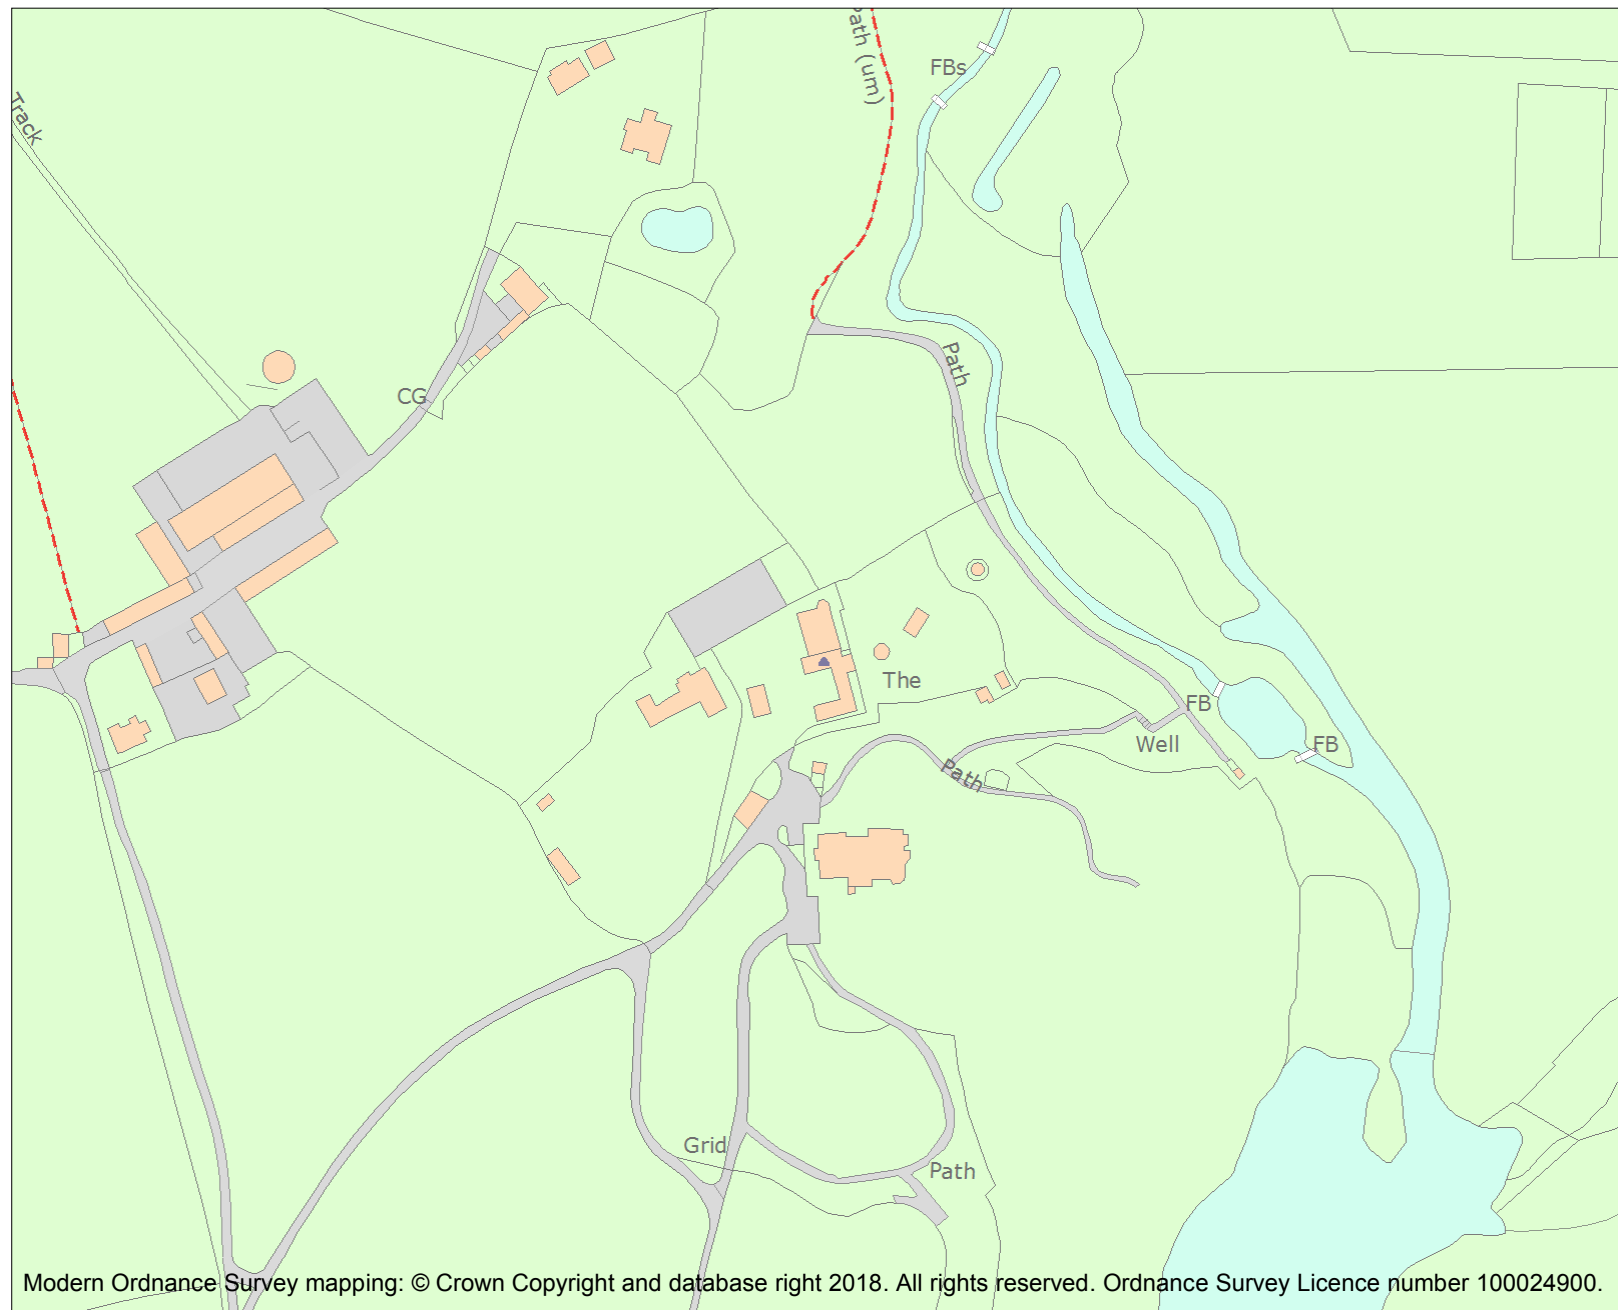 Path (um)
FBs
Track
Path
CG
The
FB
Well
FB
Path
Grid
Path
Modern Ordnance Survey mapping: © Crown Copyright and database right 2018. All rights reserved. Ordnance Survey Licence number 100024900.